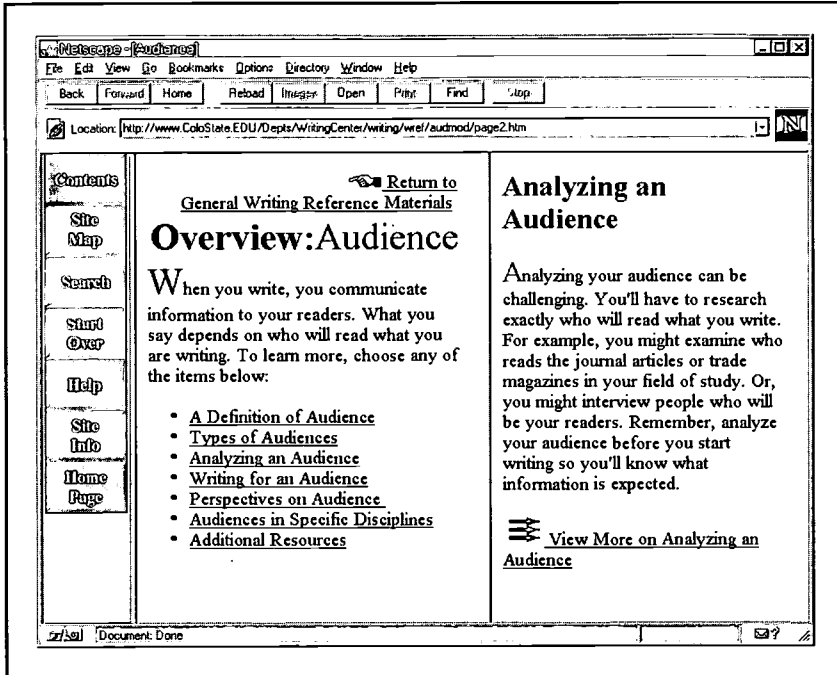 Netscape - [Audience]
File Edit View Go Bookmarks Options Directory Window Help
Back Forward Home Reload Images Open Print Find Stop
Location: http://www.ColoState.EDU/Depts/WritingCenter/writing/wref/audmod/page2.htm
N
Contents
Site
Map
Search
Start
Over
Help
Site
Info
Home
Page
Return to
General Writing Reference Materials
Overview:Audience
When you write, you communicate
information to your readers. What you
say depends on who will read what you
are writing. To learn more, choose any of
the items below:
• A Definition of Audience
• Types of Audiences
• Analyzing an Audience
• Writing for an Audience
• Perspectives on Audience
• Audiences in Specific Disciplines
• Additional Resources
Analyzing an
Audience
Analyzing your audience can be
challenging. You'll have to research
exactly who will read what you write.
For example, you might examine who
reads the journal articles or trade
magazines in your field of study. Or,
you might interview people who will
be your readers. Remember, analyze
your audience before you start
writing so you'll know what
information is expected.
View More on Analyzing an
Audience
Document: Done
?